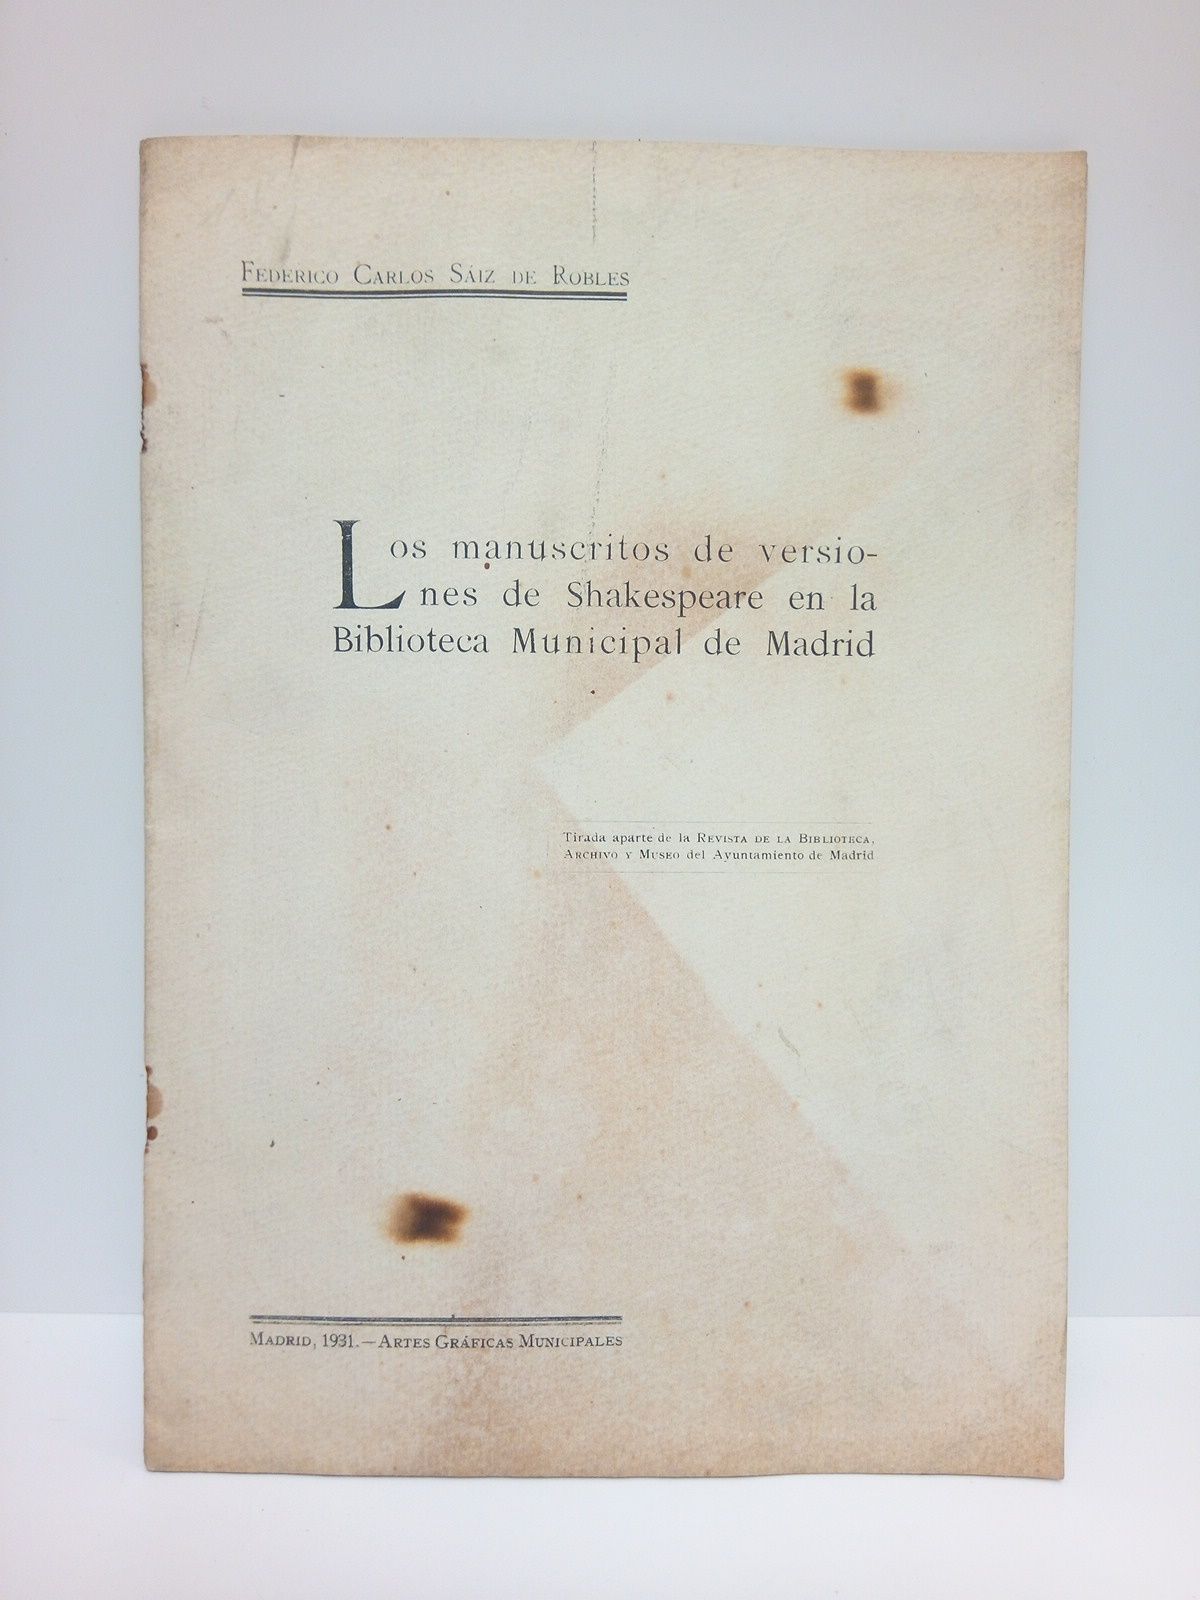 Federico Carlos Sáiz de Robles
Los manuscritos de versio-
nes de Shakespeare en la
Biblioteca Municipal de Madrid
Tirada aparte de la Revista de la Biblioteca,
Archivo y Museo del Ayuntamiento de Madrid
Madrid, 1931.—Artes Gráficas Municipales